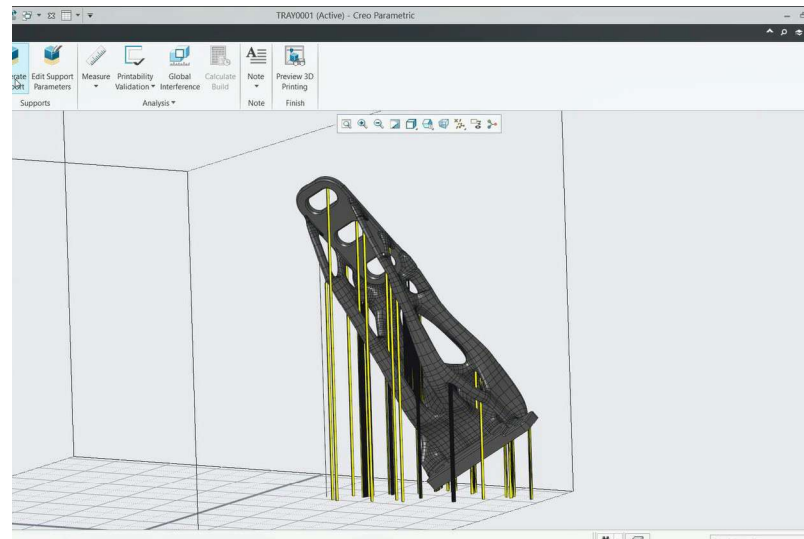 TRAY0001 (Active) - Creo Parametric
Edit Support Parameters
Measure
Printability Validation
Global Interference
Calculate Build
Note
Preview 3D Printing
Supports
Analysis
Note
Finish